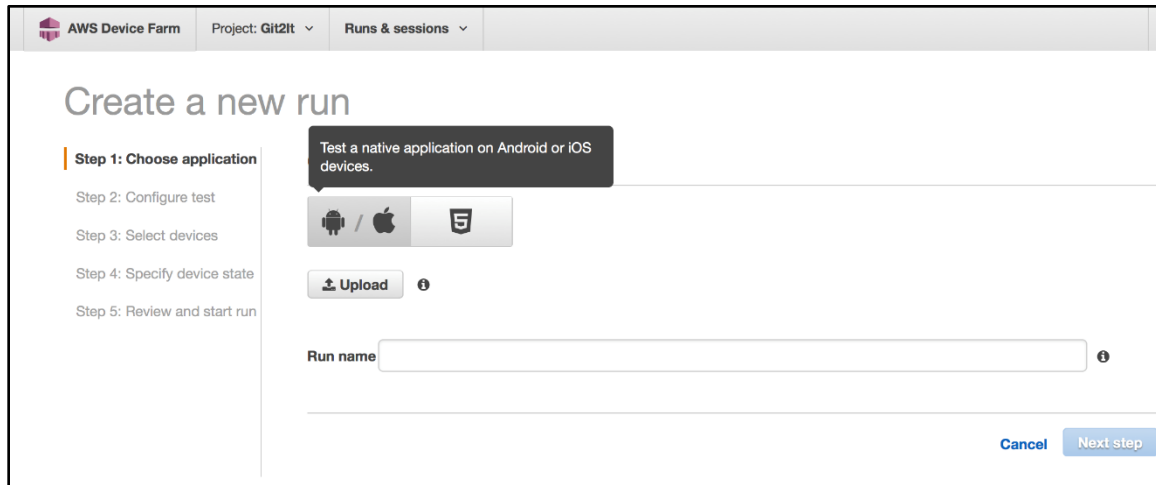 AWS Device Farm Project: Git2It Runs & sessions
Create a new run
Step 1: Choose application
Step 2: Configure test
Step 3: Select devices
Step 4: Specify device state
Step 5: Review and start run
Test a native application on Android or iOS
devices.
Upload
Run name
Cancel Next step